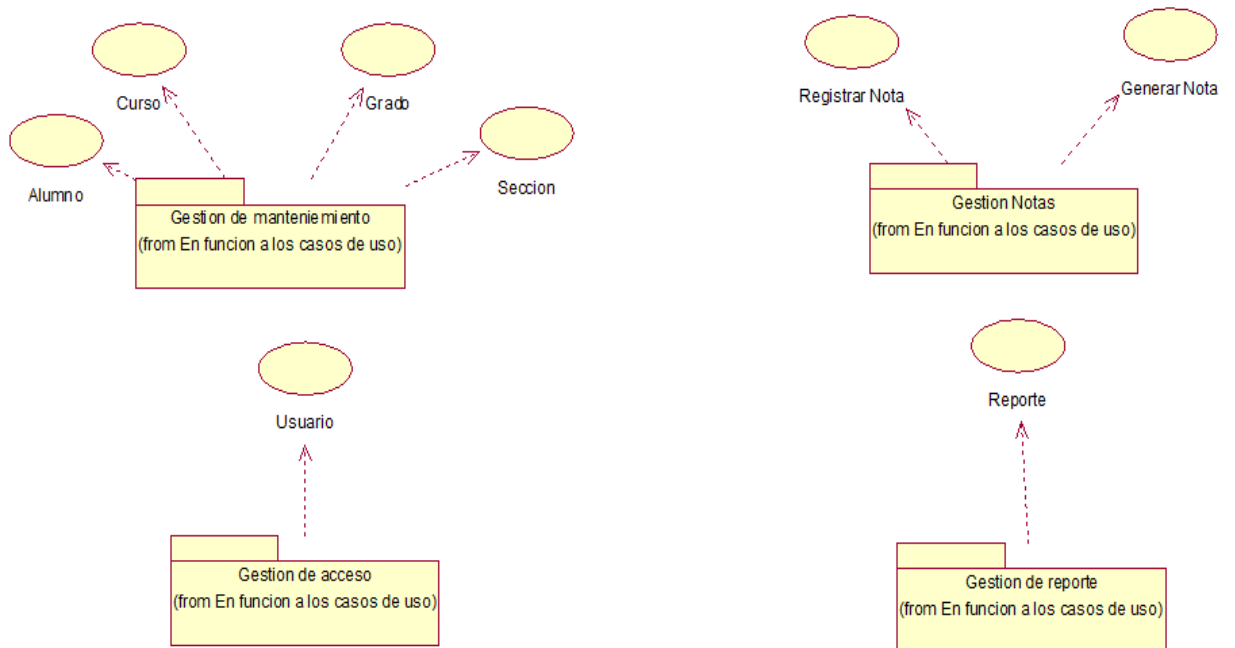 Curso
Grado
Alumno
Seccion
Gestion de manteniemiento
(from En funcion a los casos de uso)
Registrar Nota
Generar Nota
Gestion Notas
(from En funcion a los casos de uso)
Usuario
Gestion de acceso
(from En funcion a los casos de uso)
Reporte
Gestion de reporte
(from En funcion a los casos de uso)